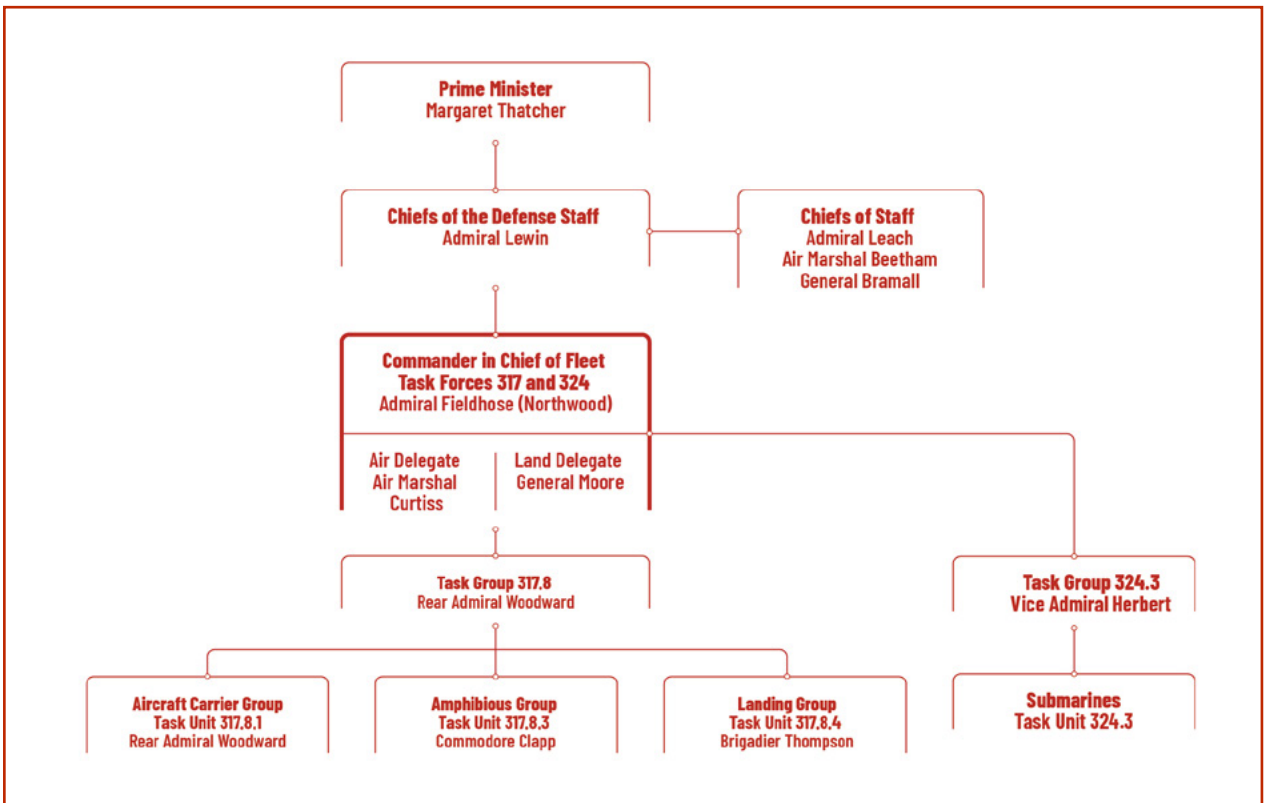 Prime Minister
Margaret Thatcher
Chiefs of the Defense Staff
Admiral Lewin
Chiefs of Staff
Admiral Leach
Air Marshal Beetham
General Bramall
Commander in Chief of Fleet
Task Forces 317 and 324
Admiral Fieldhose (Northwood)
Air Delegate
Air Marshal
Curtiss
Land Delegate
General Moore
Task Group 317.8
Rear Admiral Woodward
Task Group 324.3
Vice Admiral Herbert
Aircraft Carrier Group
Task Unit 317.8.1
Rear Admiral Woodward
Amphibious Group
Task Unit 317.8.3
Commodore Clapp
Landing Group
Task Unit 317.8.4
Brigadier Thompson
Submarines
Task Unit 324.3